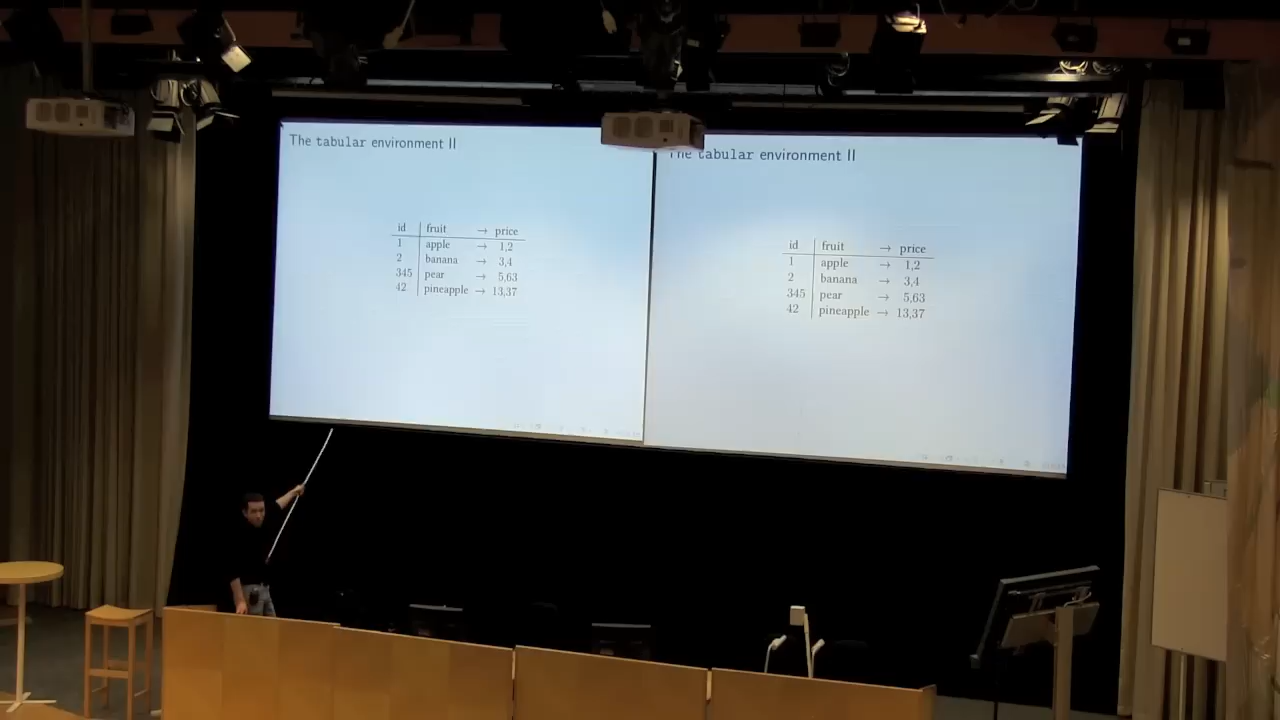 The tabular environment II
id fruit → price
1 apple → 1,2
2 banana → 3,4
345 pear → 5,63
42 pineapple → 13,37
The tabular environment II
id fruit → price
1 apple → 1,2
2 banana → 3,4
345 pear → 5,63
42 pineapple → 13,37